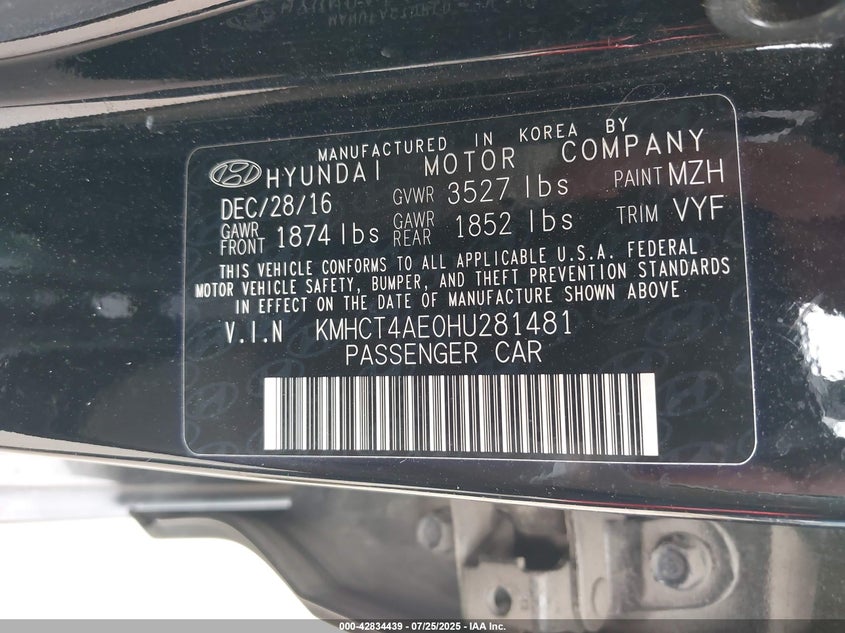 MANUFACTURED IN KOREA BY
HYUNDAI MOTOR COMPANY
DEC/28/16 GVWR 3527 lbs PAINT MZH
GAWR FRONT 1874 lbs GAWR REAR 1852 lbs TRIM VYF
THIS VEHICLE CONFORMS TO ALL APPLICABLE U.S.A. FEDERAL
MOTOR VEHICLE SAFETY, BUMPER, AND THEFT PREVENTION STANDARDS
IN EFFECT ON THE DATE OF MANUFACTURE SHOWN ABOVE
V.I.N KMHCT4AE0HU281481
PASSENGER CAR
000-42834439 - 07/25/2025 - IAA Inc.